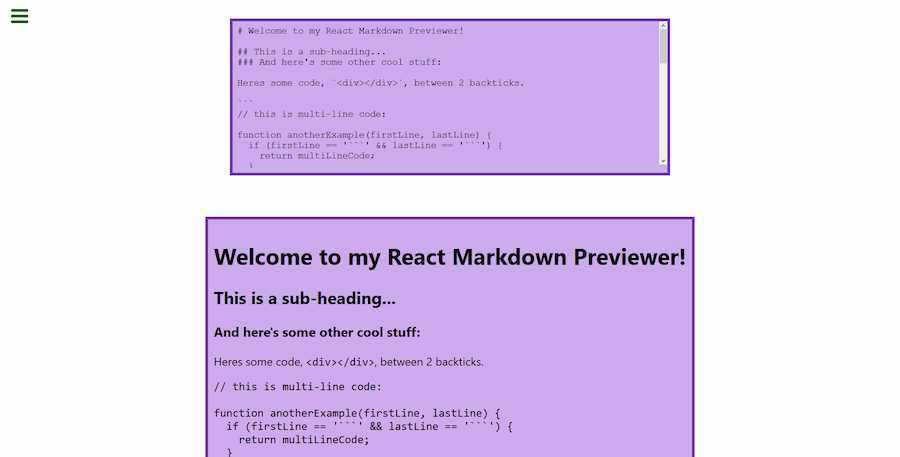 # Welcome to my React Markdown Previewer!
## This is a sub-heading...
### And here's some other cool stuff:
Heres some code, `<div></div>`, between 2 backticks.
```
// this is multi-line code:
function anotherExample(firstLine, lastLine) {
  if (firstLine == '```' && lastLine == '```') {
    return multiLineCode;
  }
Welcome to my React Markdown Previewer!
This is a sub-heading...
And here's some other cool stuff:
Heres some code, <div></div>, between 2 backticks.
// this is multi-line code:
function anotherExample(firstLine, lastLine) {
  if (firstLine == '```' && lastLine == '```') {
    return multiLineCode;
  }